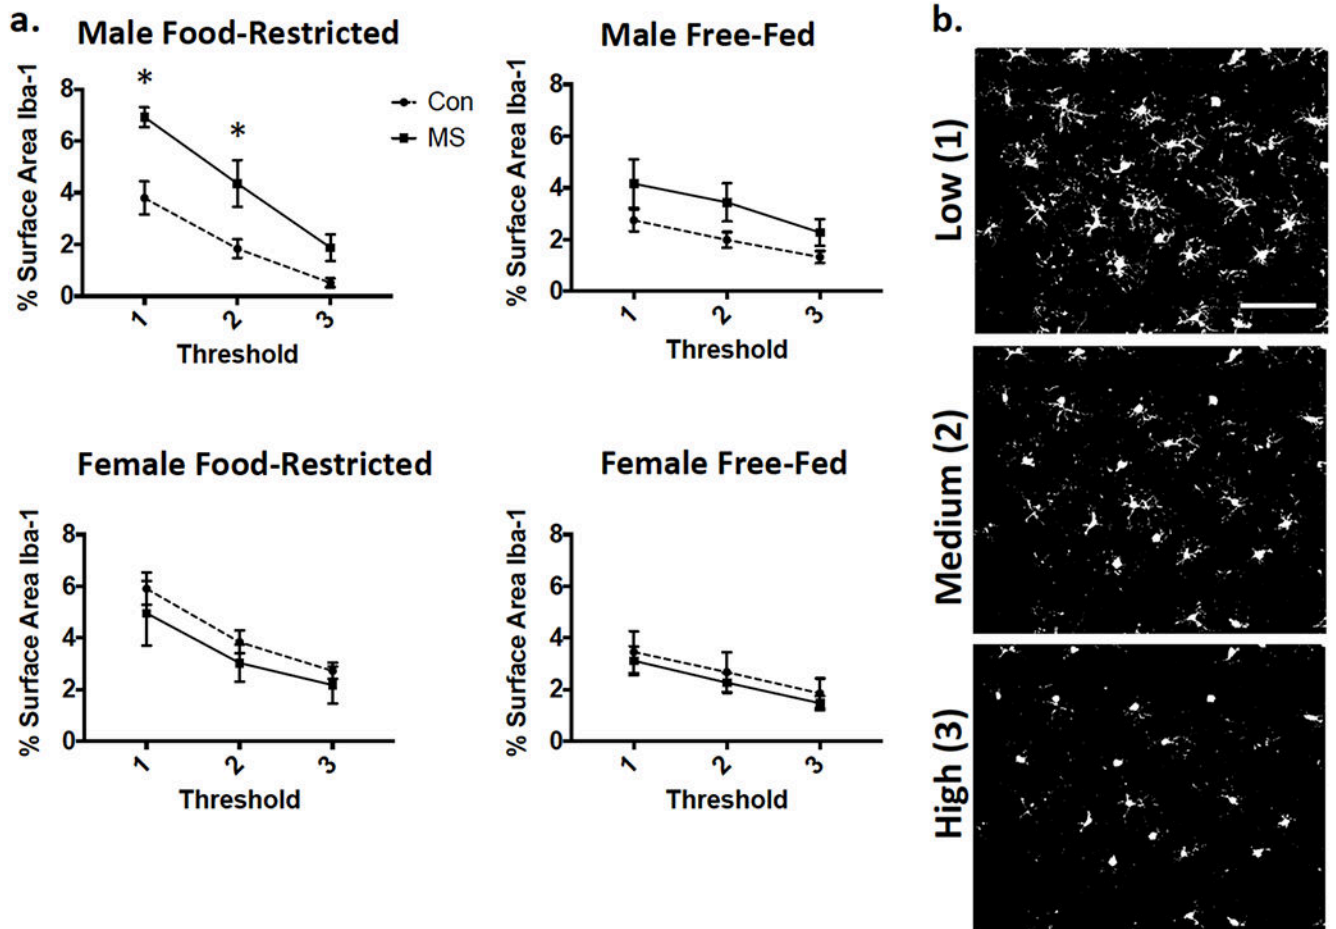 a.
Male Food-Restricted
% Surface Area Iba-1
8
6
4
2
0
*
*
1
2
3
Threshold
Con
MS
Male Free-Fed
% Surface Area Iba-1
8
6
4
2
0
1
2
3
Threshold
Female Food-Restricted
% Surface Area Iba-1
8
6
4
2
0
1
2
3
Threshold
Female Free-Fed
% Surface Area Iba-1
8
6
4
2
0
1
2
3
Threshold
b.
Low (1)
Medium (2)
High (3)